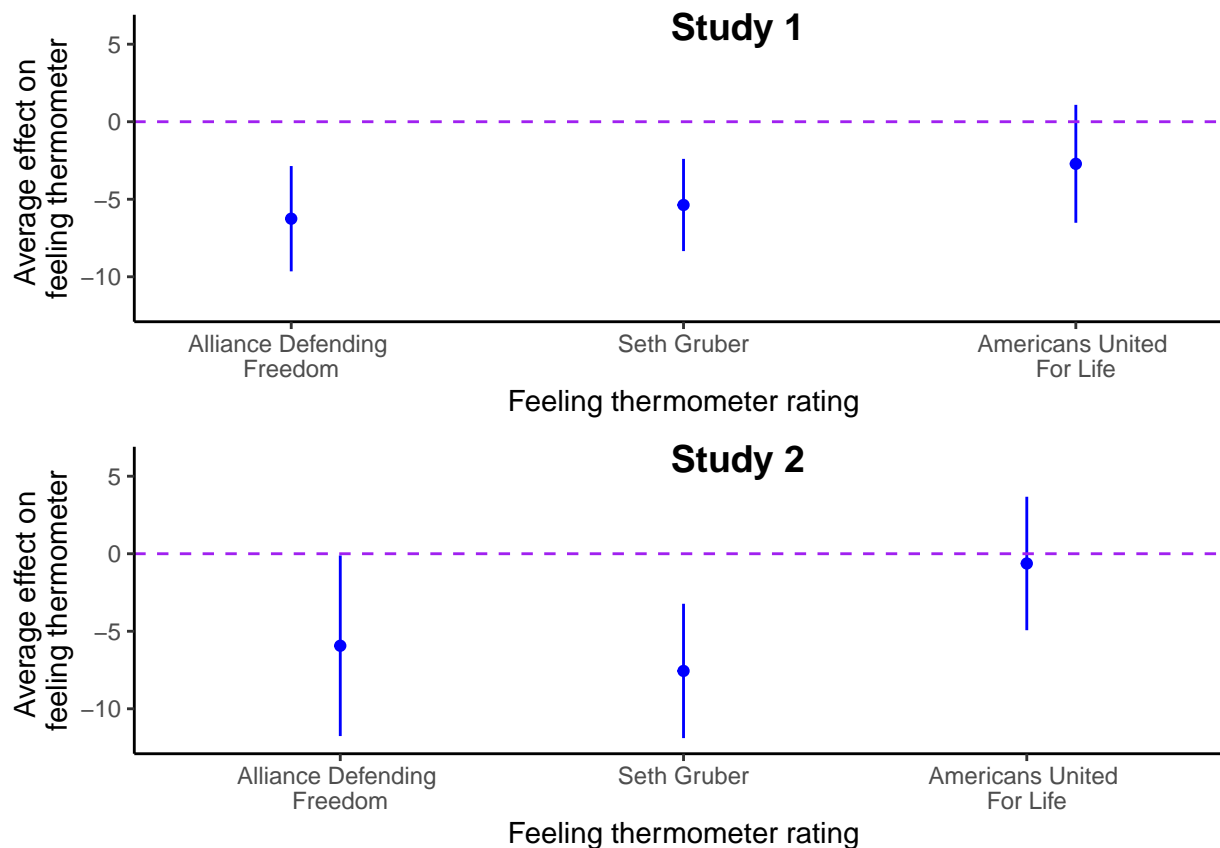 Study 1
Average effect on
feeling thermometer
5
0
−5
−10
Alliance Defending
Freedom
Seth Gruber
Americans United
For Life
Feeling thermometer rating
Study 2
Average effect on
feeling thermometer
5
0
−5
−10
Alliance Defending
Freedom
Seth Gruber
Americans United
For Life
Feeling thermometer rating